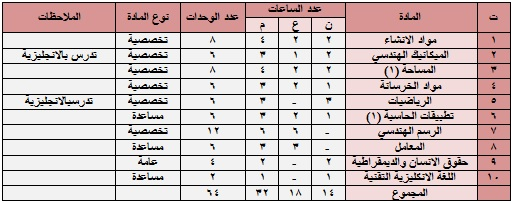 ت المادة عدد الساعات عدد الوحدات نوع المادة الملاحظات
ن ع م
١ مواد الانشاء ٢ ٢ ٤ ٨ تخصصية
٢ الميكانيك الهندسي ٢ ١ ٣ ٦ تخصصية تدرس بالانجليزية
٣ المساحة (١) ٢ ٢ ٤ ٨ تخصصية
٤ مواد الخرسانة ١ ٢ ٣ ٦ تخصصية
٥ الرياضيات ٣ - ٣ ٦ تخصصية تدرسبالانجليزية
٦ تطبيقات الحاسبة (١) ١ ٢ ٣ ٦ مساعدة
٧ الرسم الهندسي - ٦ ٦ ١٢ تخصصية
٨ المعامل - ٣ ٣ ٦ مساعدة
٩ حقوق الانسان والديمقراطية ٢ - ٢ ٤ عامة
١٠ اللغة الانكليزية التقنية ١ - ١ ٢ مساعدة
المجموع ١٤ ١٨ ٣٢ ٦٤